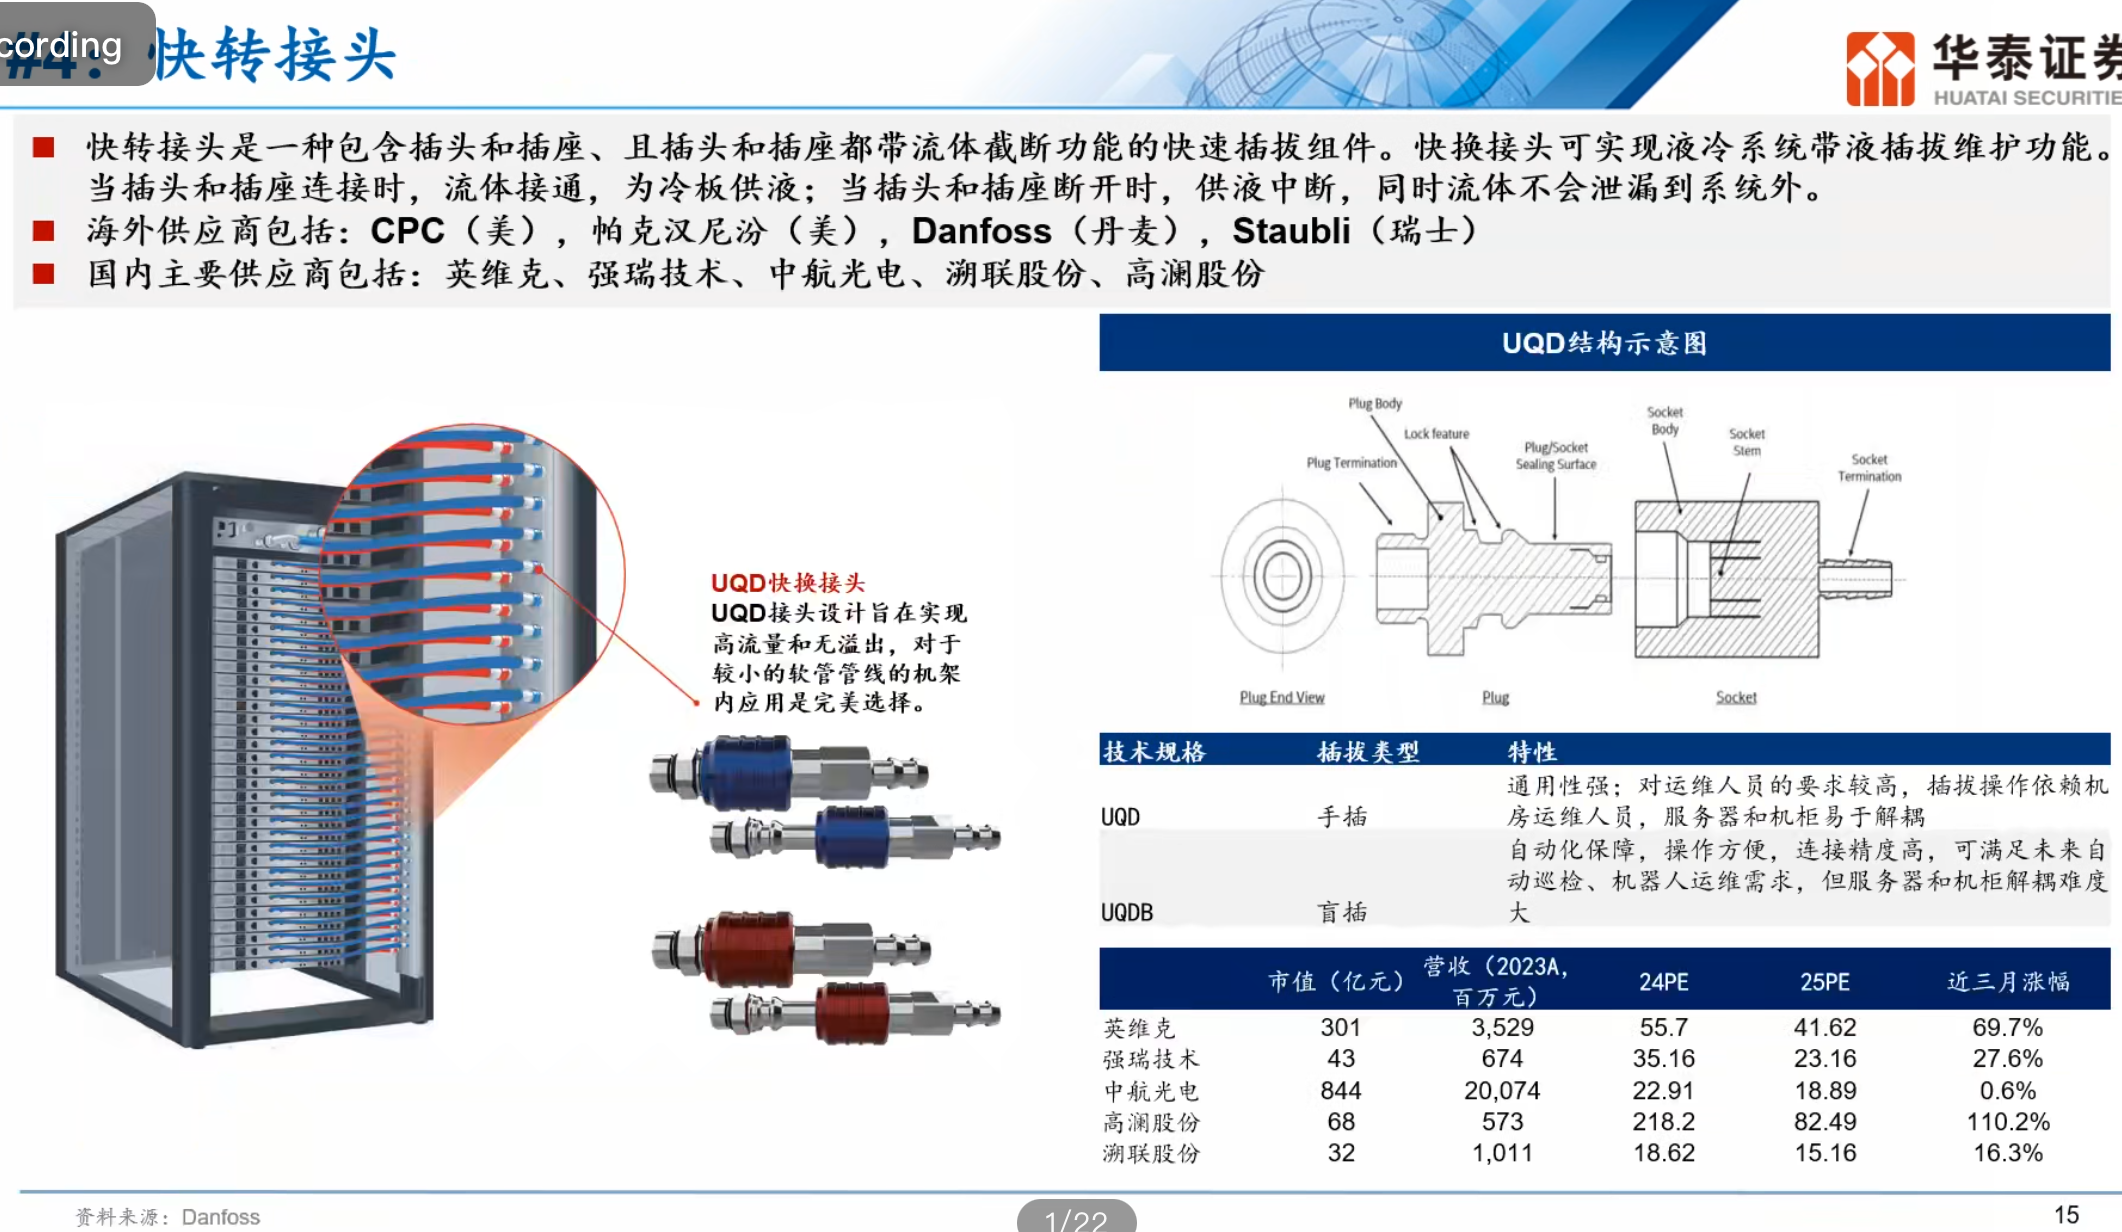 cording
#4：快转接头
华泰证券
HUATAI SECURITIE
快转接头是一种包含插头和插座、且插头和插座都带流体截断功能的快速插拔组件。快换接头可实现液冷系统带液插拔维护功能。
当插头和插座连接时，流体接通，为冷板供液；当插头和插座断开时，供液中断，同时流体不会泄漏到系统外。
海外供应商包括：CPC（美），帕克汉尼汾（美），Danfoss（丹麦），Staubli（瑞士）
国内主要供应商包括：英维克、强瑞技术、中航光电、溯联股份、高澜股份
UQD快换接头
UQD接头设计旨在实现
高流量和无溢出，对于
较小的软管管线的机架
内应用是完美选择。
UQD结构示意图
Plug Body
Lock feature
Plug Termination
Plug/Socket
Sealing Surface
Socket
Body
Socket
Stem
Socket
Termination
Plug End View
Plug
Socket
技术规格 插拔类型 特性
通用性强；对运维人员的要求较高，插拔操作依赖机
UQD 手插 房运维人员，服务器和机柜易于解耦
自动化保障，操作方便，连接精度高，可满足未来自
动巡检、机器人运维需求，但服务器和机柜解耦难度
UQDB 盲插 大
市值（亿元） 营收（2023A，
百万元） 24PE 25PE 近三月涨幅
英维克 301 3,529 55.7 41.62 69.7%
强瑞技术 43 674 35.16 23.16 27.6%
中航光电 844 20,074 22.91 18.89 0.6%
高澜股份 68 573 218.2 82.49 110.2%
溯联股份 32 1,011 18.62 15.16 16.3%
资料来源：Danfoss
1/22
15